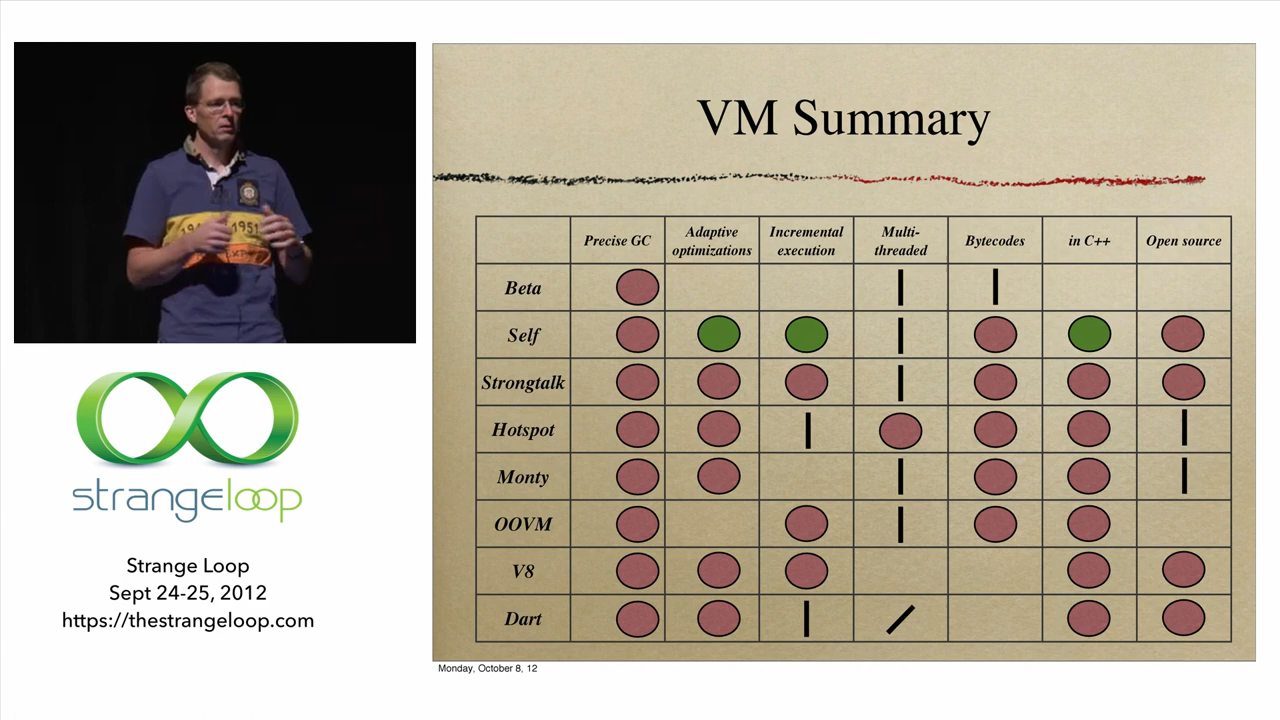 VM Summary
Precise GC
Adaptive optimizations
Incremental execution
Multi-threaded
Bytecodes
in C++
Open source
Beta
Self
Strongtalk
Hotspot
Monty
OOVM
V8
Dart
1951
strangeloop
Strange Loop
Sept 24-25, 2012
https://thestrangeloop.com
Monday, October 8, 12